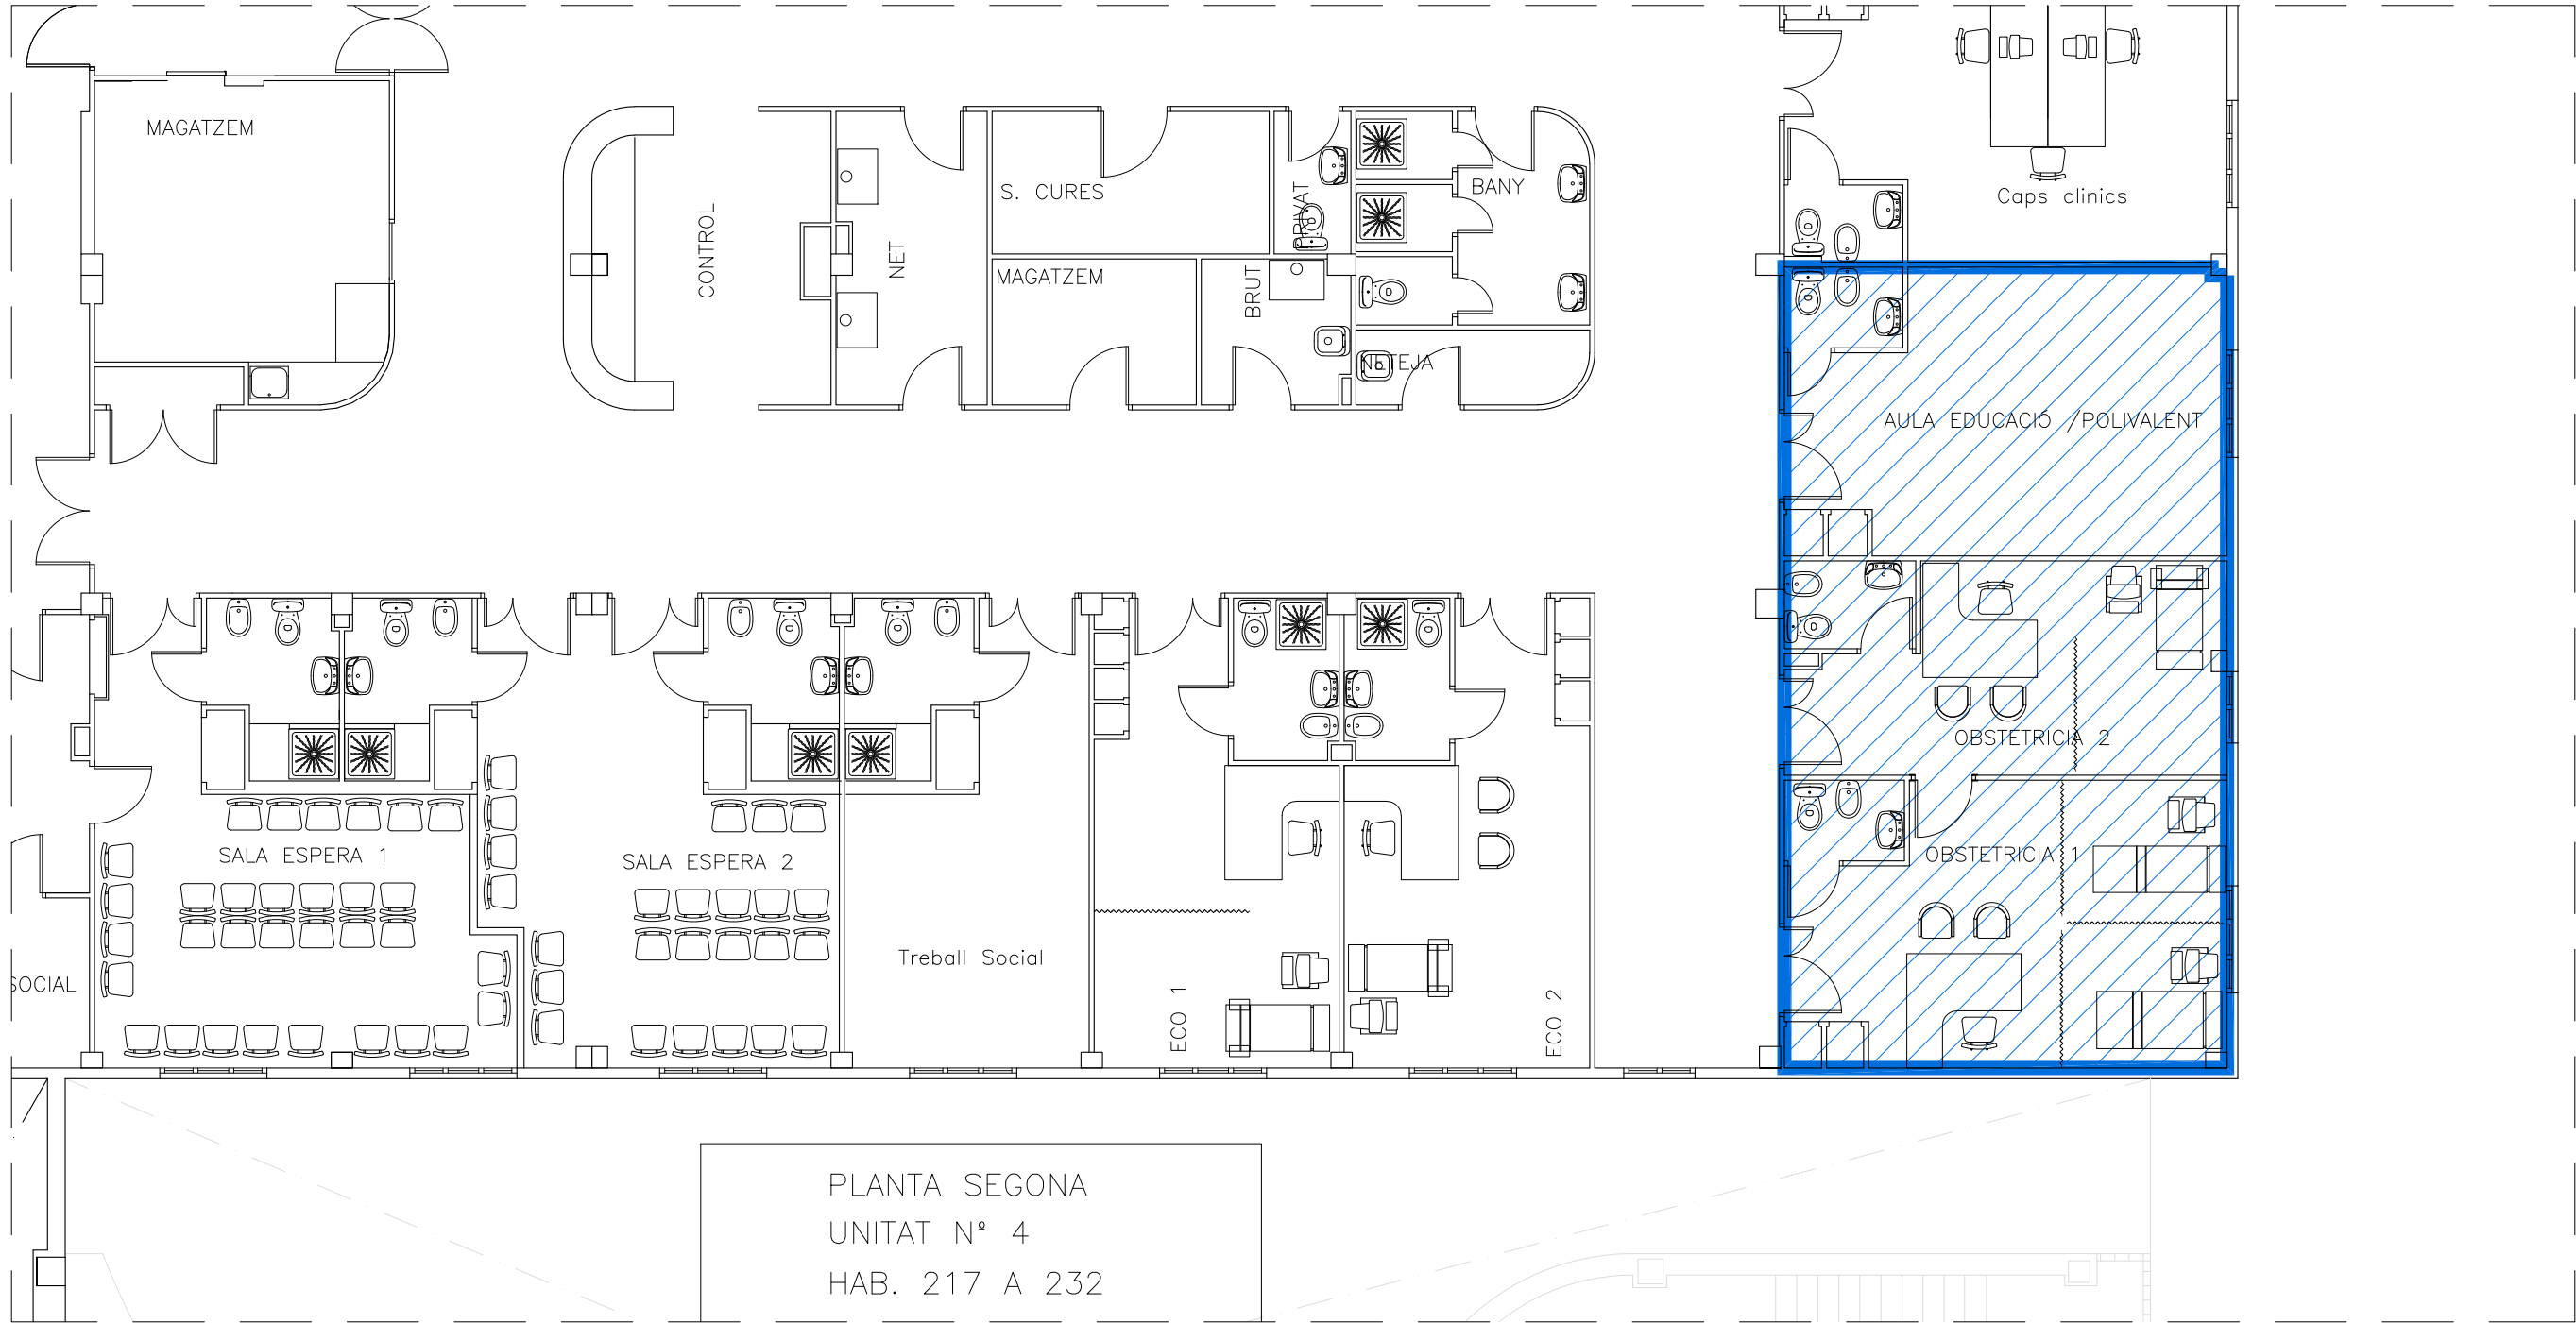 MAGATZEM
CONTROL
NET
S. CURES
MAGATZEM
BRUT
PRIVAT
BANY
NETEJA
Caps clinics
AULA EDUCACIÓ /POLIVALENT
OBSTETRICIA 2
OBSTETRICIA 1
SALA ESPERA 1
SALA ESPERA 2
Treball Social
ECO 1
ECO 2
SOCIAL
PLANTA SEGONA
UNITAT Nº 4
HAB. 217 A 232